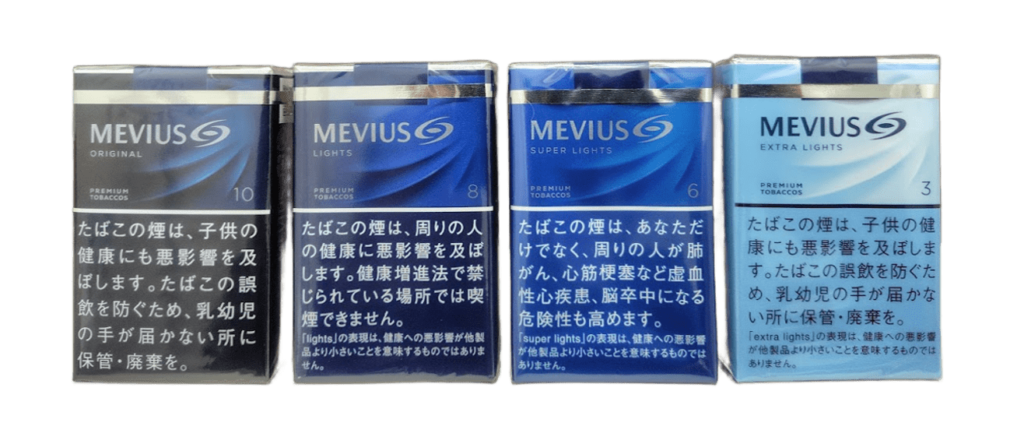 MEVIUS
ORIGINAL
PREMIUM
TOBACCOS
10
たばこの煙は、子供の
健康にも悪影響を及
ぼします。たばこの誤
飲を防ぐため、乳幼児
の手が届かない所に
保管・廃棄を。
MEVIUS
LIGHTS
PREMIUM
TOBACCOS
8
たばこの煙は、周りの人
の健康に悪影響を及ぼ
します。健康増進法で禁
じられている場所では喫
煙できません。
「lights」の表現は、健康への悪影響が他製
品より小さいことを意味するものではありま
せん。
MEVIUS
SUPER LIGHTS
PREMIUM
TOBACCOS
6
たばこの煙は、あなただ
けでなく、周りの人が肺
がん、心筋梗塞など虚血
性心疾患、脳卒中になる
危険性も高めます。
「super lights」の表現は、健康への悪影響
が他製品より小さいことを意味するものでは
ありません。
MEVIUS
EXTRA LIGHTS
PREMIUM
TOBACCOS
3
たばこの煙は、子供の健
康にも悪影響を及ぼしま
す。たばこの誤飲を防ぐた
め、乳幼児の手が届かな
い所に保管・廃棄を。
「extra lights」の表現は、健康への悪影響
が他製品より小さいことを意味するものでは
ありません。